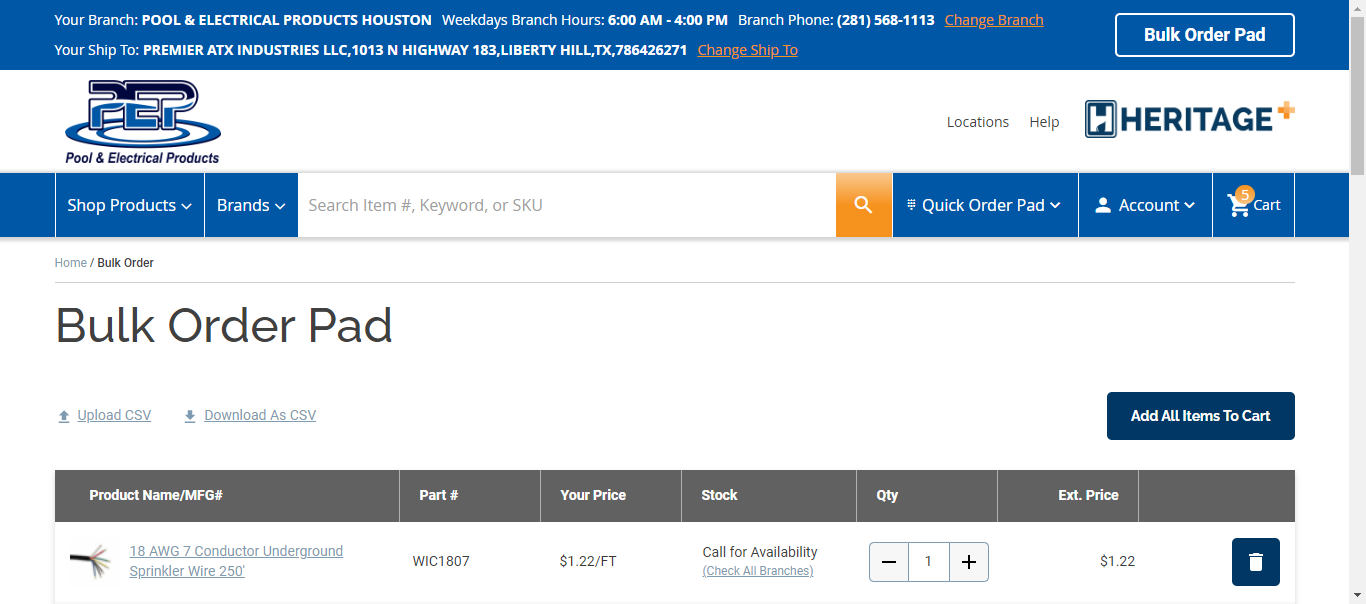 Your Branch: POOL & ELECTRICAL PRODUCTS HOUSTON Weekdays Branch Hours: 6:00 AM - 4:00 PM Branch Phone: (281) 568-1113 Change Branch
Your Ship To: PREMIER ATX INDUSTRIES LLC,1013 N HIGHWAY 183,LIBERTY HILL,TX,786426271 Change Ship To
Bulk Order Pad
PEP
Pool & Electrical Products
Locations Help HERITAGE+
Shop Products Brands Search Item #, Keyword, or SKU Quick Order Pad Account 5 Cart
Home / Bulk Order
Bulk Order Pad
Upload CSV Download As CSV Add All Items To Cart
Product Name/MFG# Part # Your Price Stock Qty Ext. Price
18 AWG 7 Conductor Underground
Sprinkler Wire 250'
WIC1807 $1.22/FT
Call for Availability
(Check All Branches)
1 $1.22